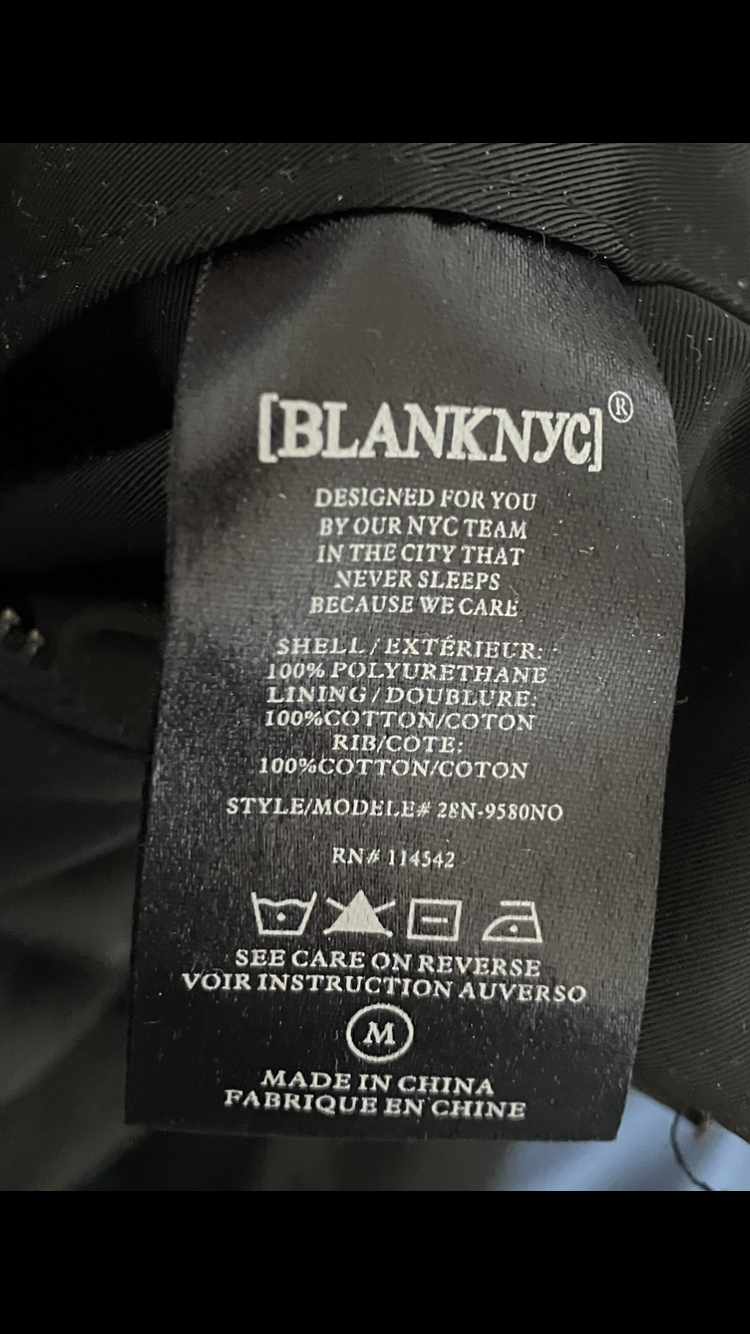 [BLANKNYC]®
DESIGNED FOR YOU
BY OUR NYC TEAM
IN THE CITY THAT
NEVER SLEEPS
BECAUSE WE CARE
SHELL/EXTÉRIEUR:
100% POLYURETHANE
LINING/DOUBLURE:
100%COTTON/COTON
RIB/COTE:
100%COTTON/COTON
STYLE/MODELE# 28N-9580NO
RN# 114542
SEE CARE ON REVERSE
VOIR INSTRUCTION AUVERSO
M
MADE IN CHINA
FABRIQUE EN CHINE